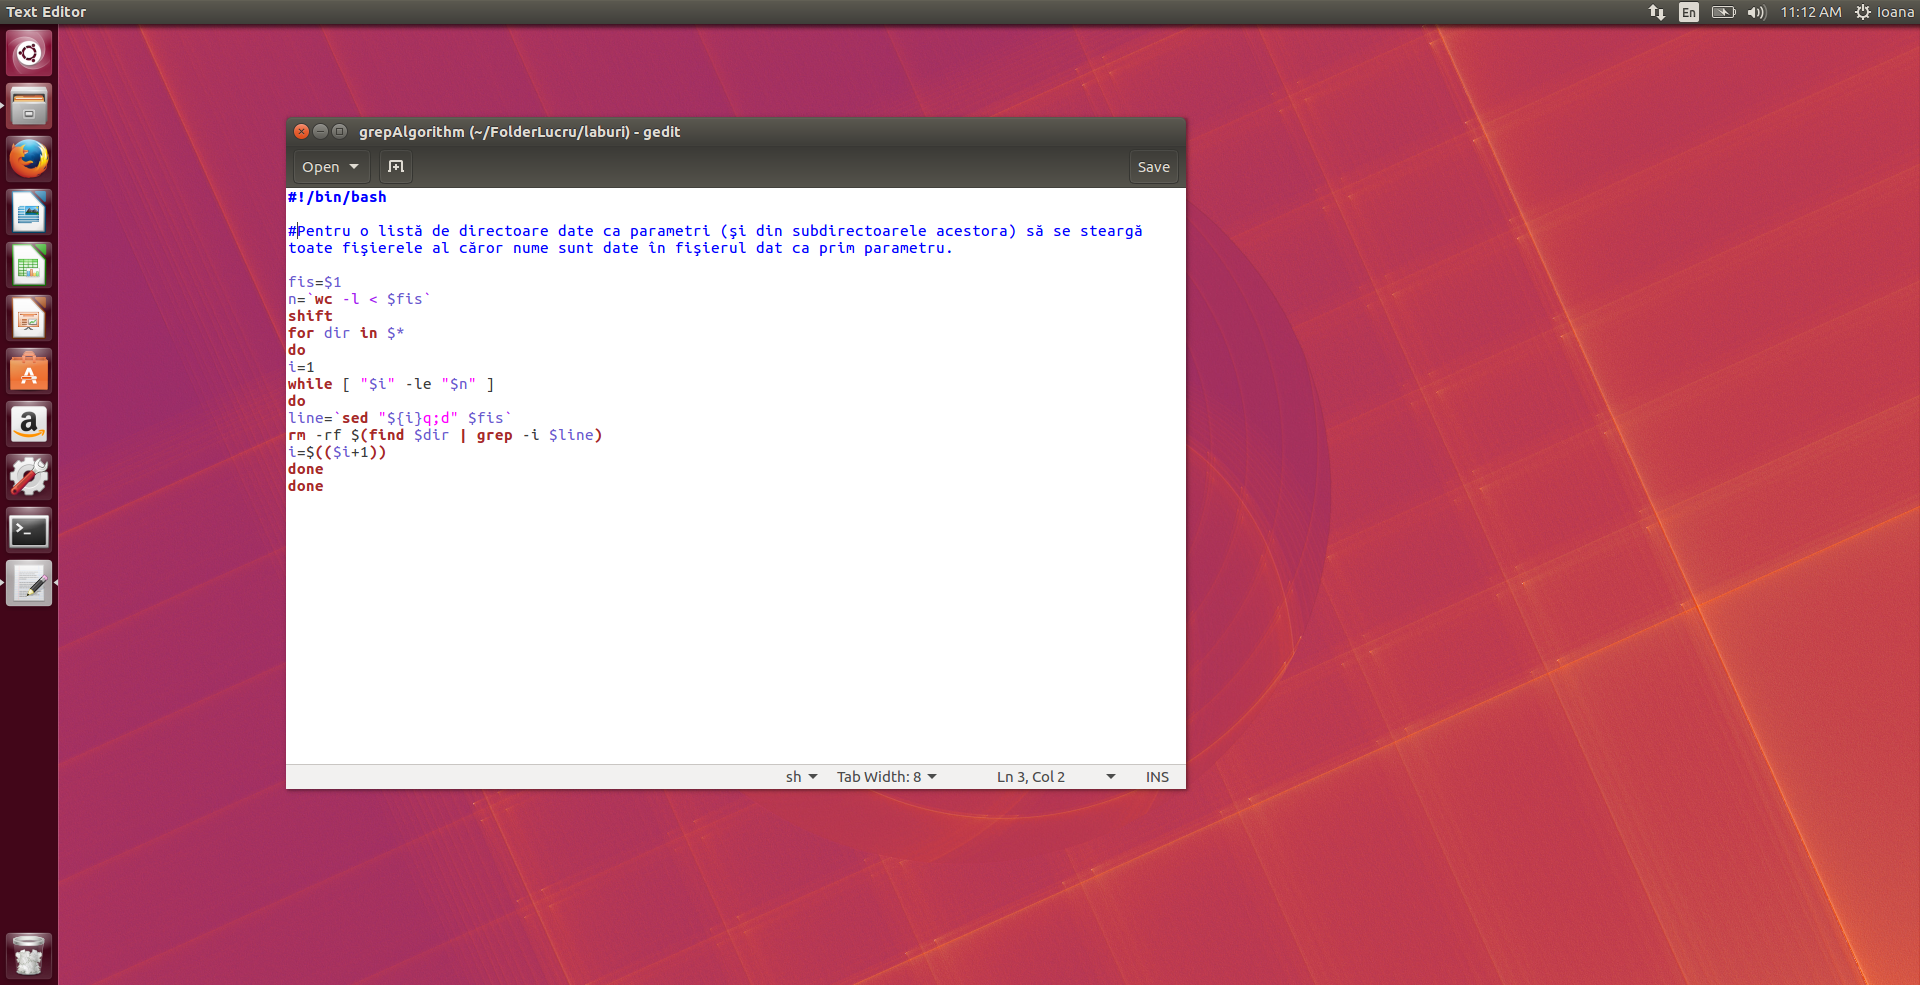 Text Editor
En
11:12 AM
Ioana
grepAlgorithm (~/FolderLucru/laburi) - gedit
Open
Save
#!/bin/bash
#Pentru o listă de directoare date ca parametri (şi din subdirectoarele acestora) să se steargă
toate fişierele al căror nume sunt date în fişierul dat ca prim parametru.
fis=$1
n=`wc -l < $fis`
shift
for dir in $*
do
i=1
while [ "$i" -le "$n" ]
do
line=`sed "${i}q;d" $fis`
rm -rf $(find $dir | grep -i $line)
i=$(($i+1))
done
done
sh
Tab Width: 8
Ln 3, Col 2
INS